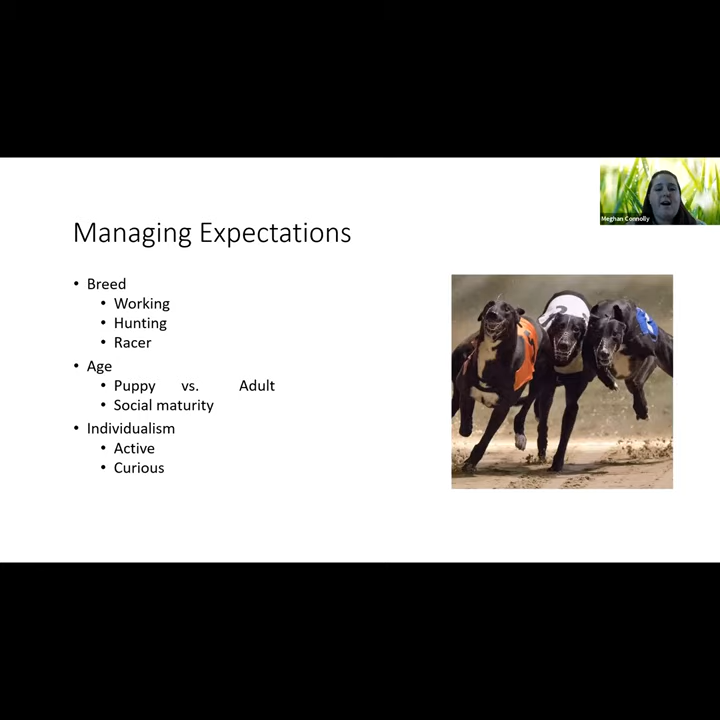 Meghan Connolly
Managing Expectations
• Breed
• Working
• Hunting
• Racer
• Age
• Puppy vs. Adult
• Social maturity
• Individualism
• Active
• Curious